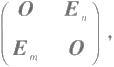 ( O E_n
E_m O ) ,